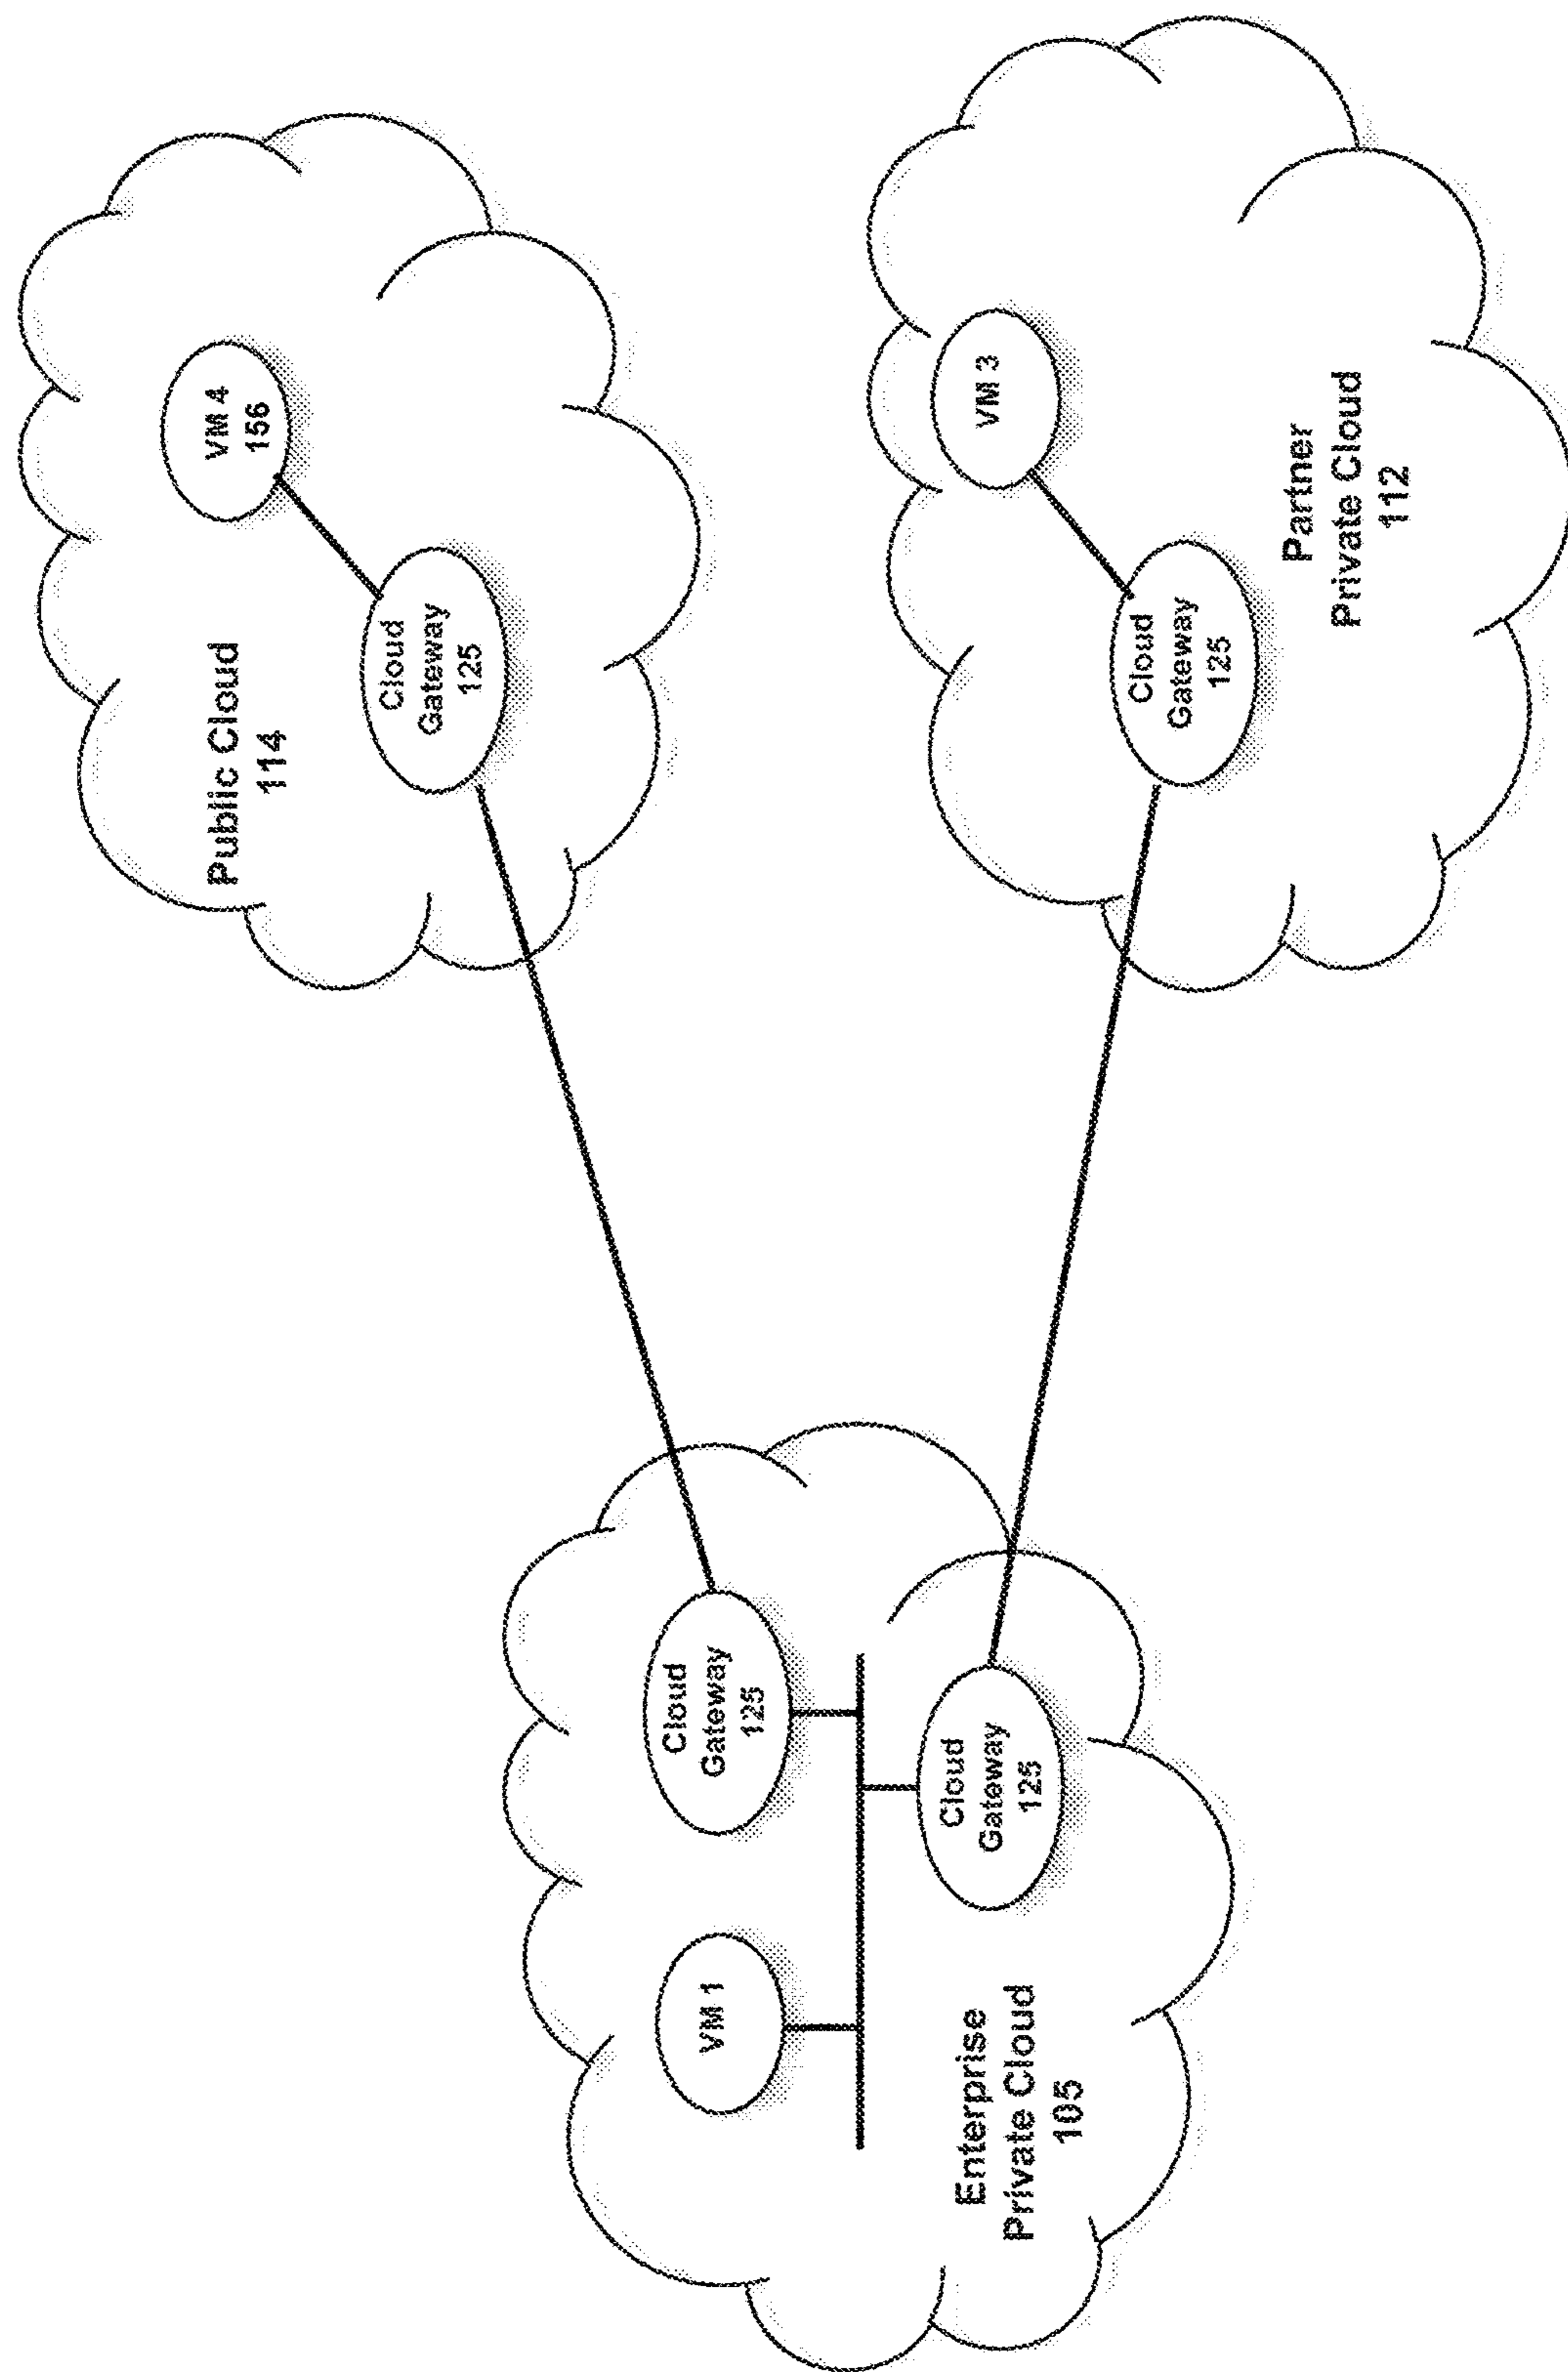 Public Cloud
114
VM 4
156
Cloud
Gateway
125
VM 1
Cloud
Gateway
125
Cloud
Gateway
125
Enterprise
Private Cloud
105
VM 3
Cloud
Gateway
125
Partner
Private Cloud
112